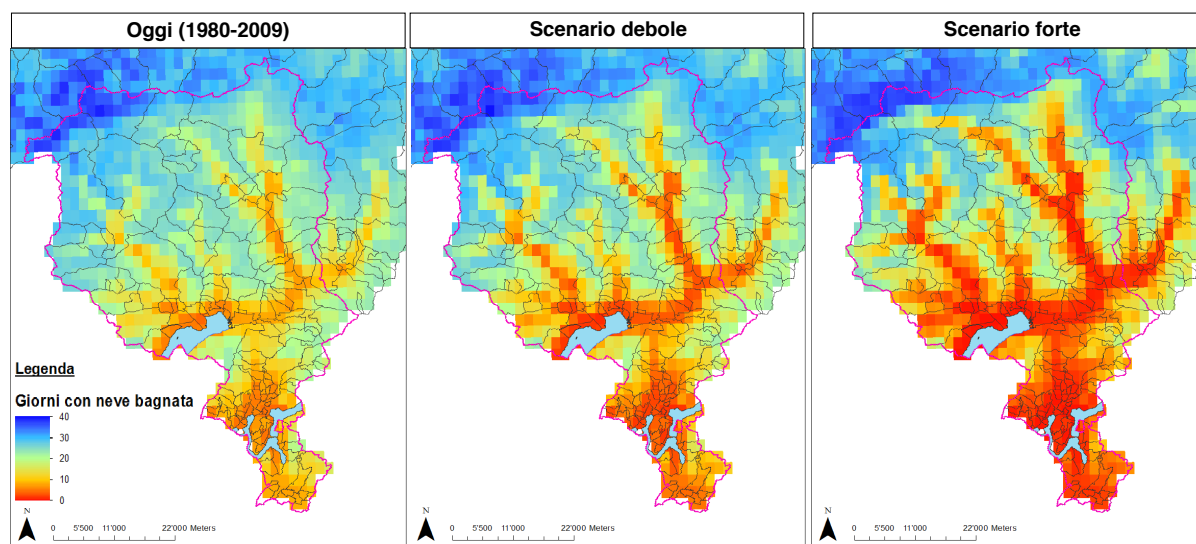 Oggi (1980-2009)
Scenario debole
Scenario forte
Legenda
Giorni con neve bagnata
40
30
20
10
0
N
0 5'500 11'000 22'000 Meters
N
0 5'500 11'000 22'000 Meters
N
0 5'500 11'000 22'000 Meters